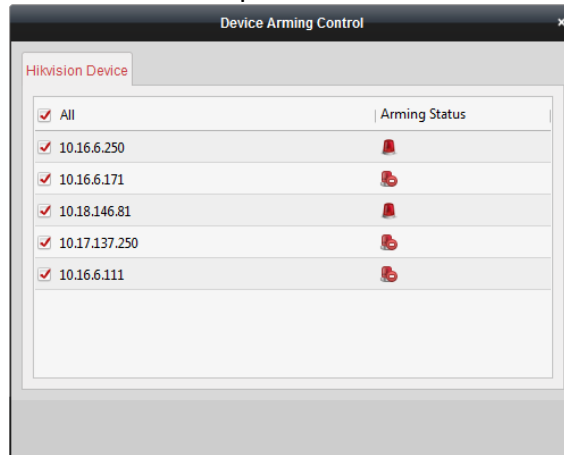 Device Arming Control
Hikvision Device
All Arming Status
10.16.6.250
10.16.6.171
10.18.146.81
10.17.137.250
10.16.6.111